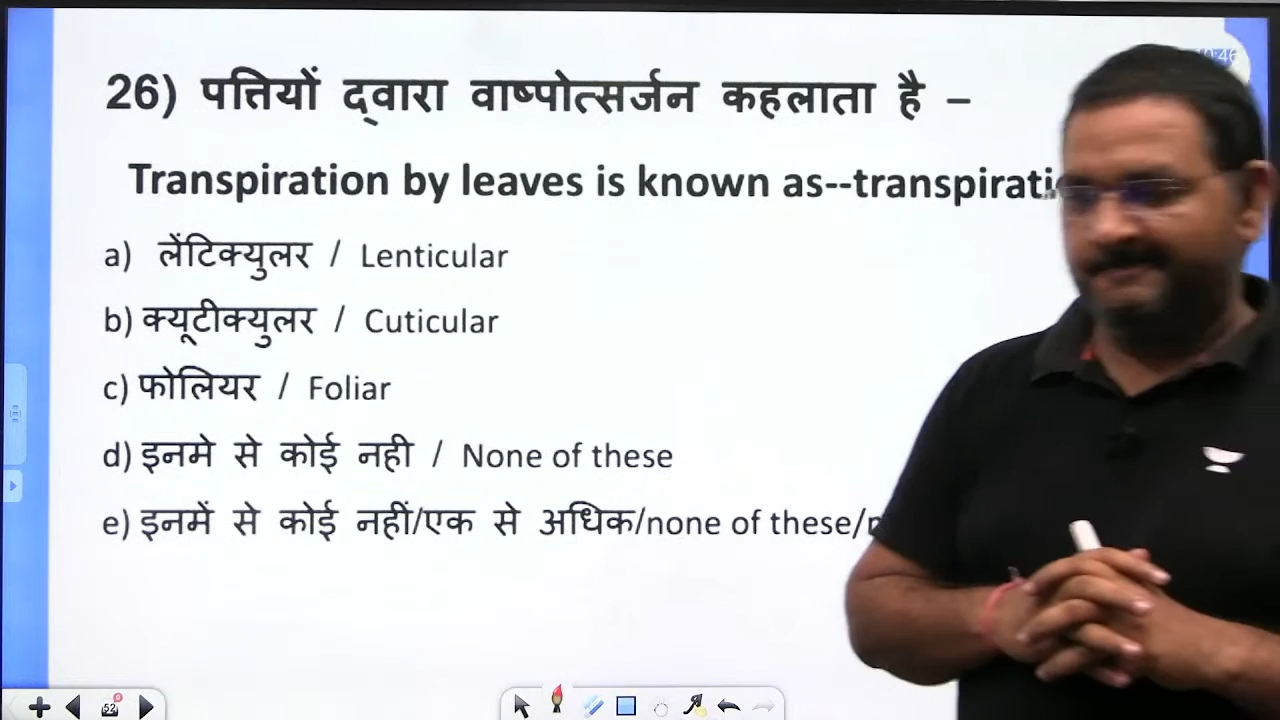 26) पत्तियों द्वारा वाष्पोत्सर्जन कहलाता है –
Transpiration by leaves is known as--transpirati
a) लेंटिक्युलर / Lenticular
b) क्यूटीक्युलर / Cuticular
c) फोलियर / Foliar
d) इनमे से कोई नही / None of these
e) इनमें से कोई नहीं/एक से अधिक/none of these/
52